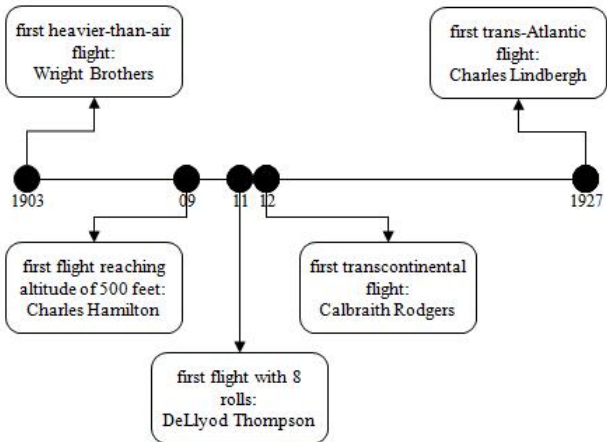 first heavier-than-air
flight:
Wright Brothers
first trans-Atlantic
flight:
Charles Lindbergh
1903
09
11
12
1927
first flight reaching
altitude of 500 feet:
Charles Hamilton
first transcontinental
flight:
Calbraith Rodgers
first flight with 8
rolls:
DeLlyod Thompson